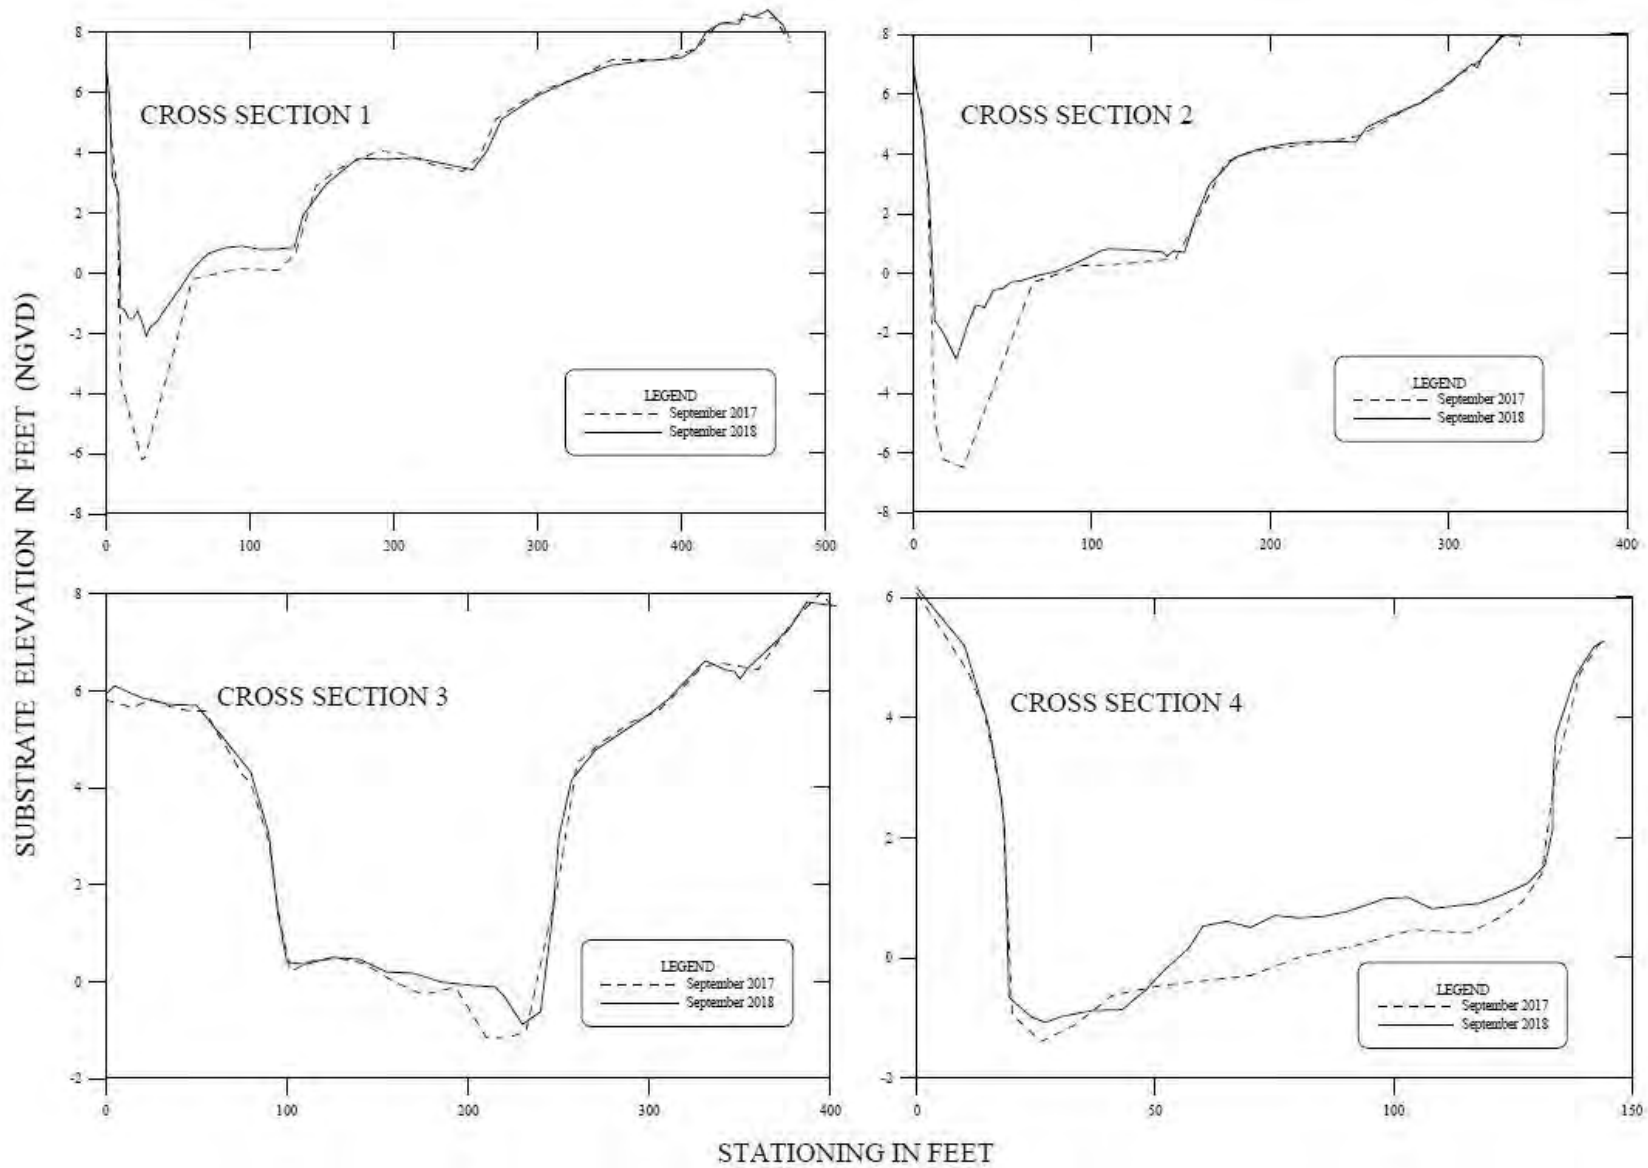 SUBSTRATE ELEVATION IN FEET (NGVD)
CROSS SECTION 1
8
6
4
2
0
-2
-4
-6
-8
0 100 200 300 400 500
LEGEND
September 2017
September 2018
CROSS SECTION 2
8
6
4
2
0
-2
-4
-6
-8
0 100 200 300 400
LEGEND
September 2017
September 2018
CROSS SECTION 3
8
6
4
2
0
-2
0 100 200 300 400
LEGEND
September 2017
September 2018
CROSS SECTION 4
6
4
2
0
-2
0 50 100 150
LEGEND
September 2017
September 2018
STATIONING IN FEET